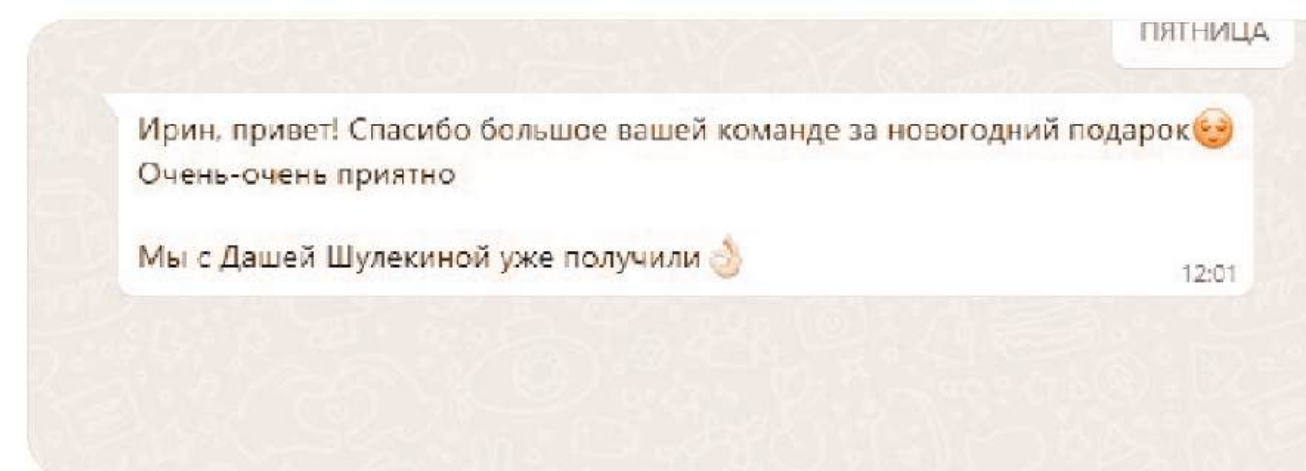 ПЯТНИЦА
Ирин, привет! Спасибо большое вашей команде за новогодний подарок😌
Очень-очень приятно
Мы с Дашей Шулекиной уже получили👌🏻
12:01